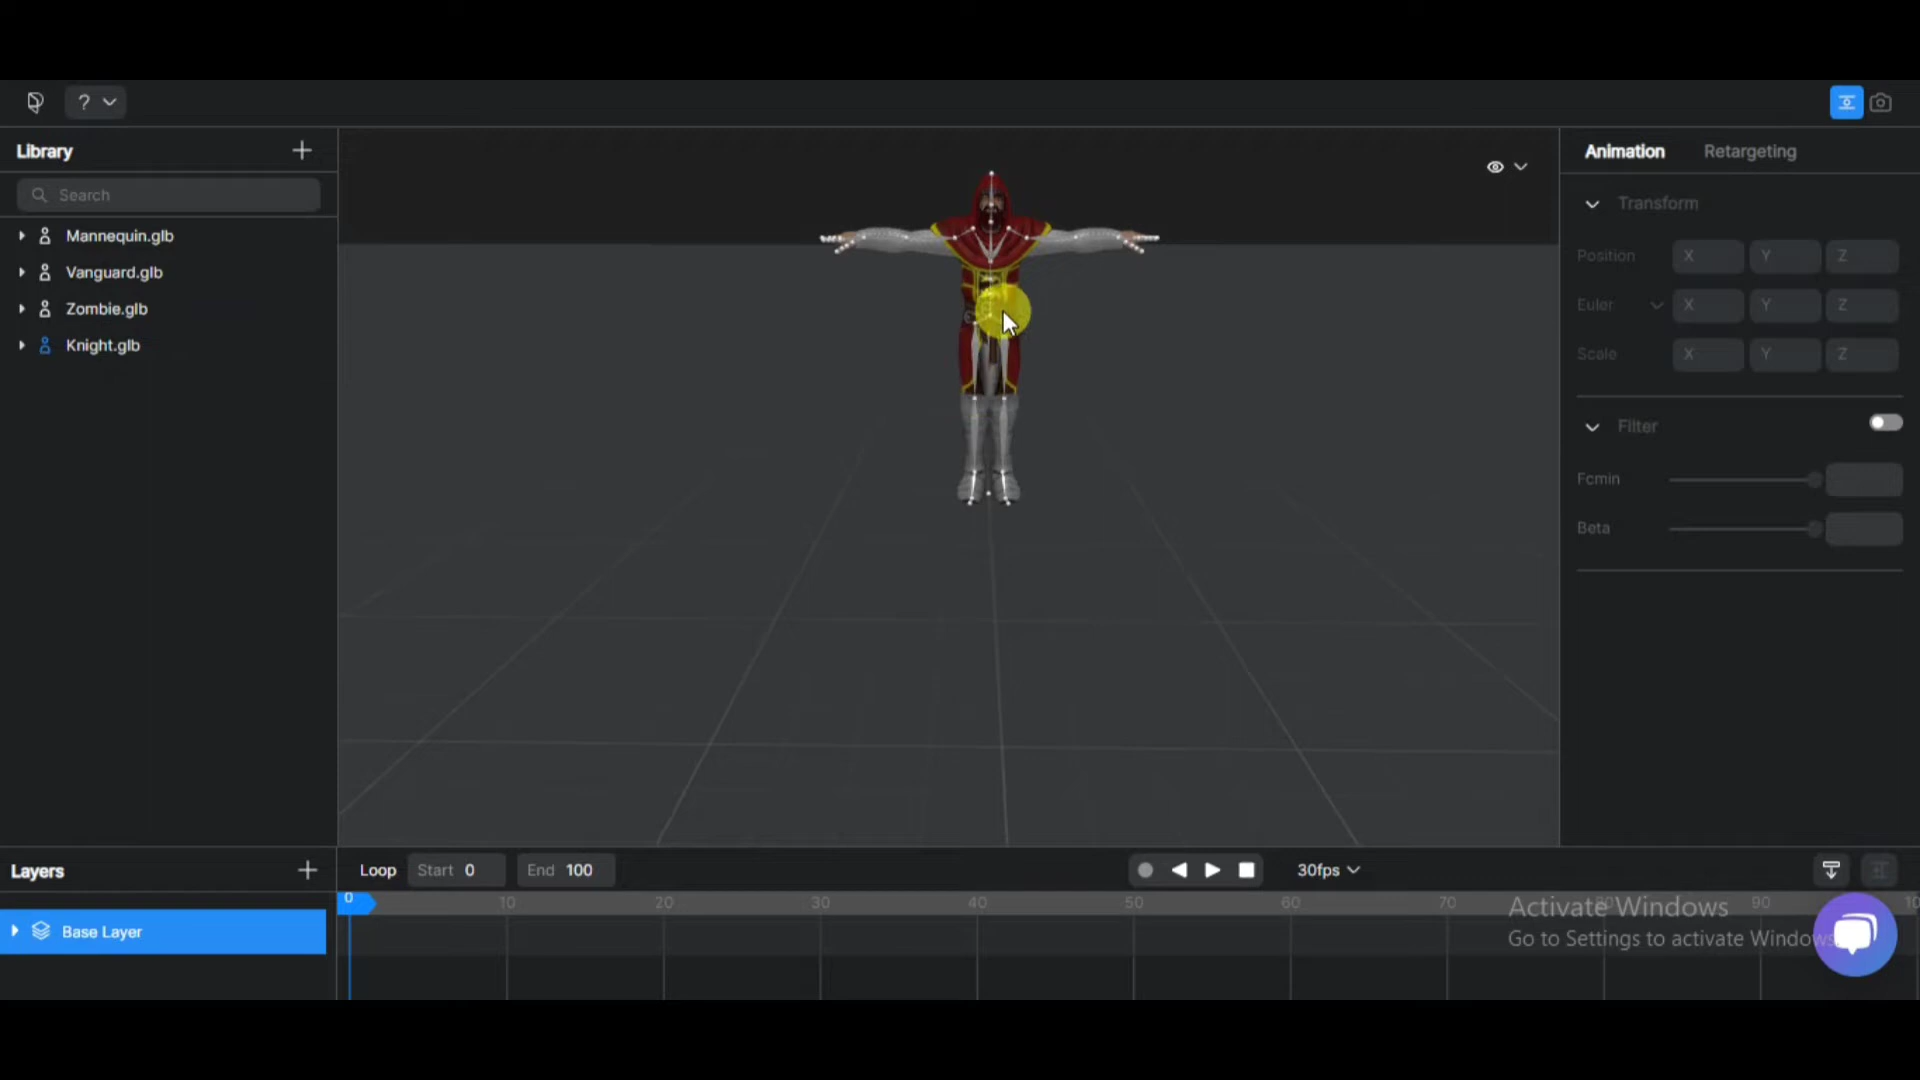 ?
Library
Animation
Retargeting
Search
Transform
Mannequin.glb
Position X Y Z
Vanguard.glb
Euler X Y Z
Zombie.glb
Scale X Y Z
Knight.glb
Filter
Fcmin
Beta
Layers
Loop
Start 0
End 100
30fps
0 10 20 30 40 50 60 70 80 90 10
Base Layer
Activate Windows
Go to Settings to activate Windows